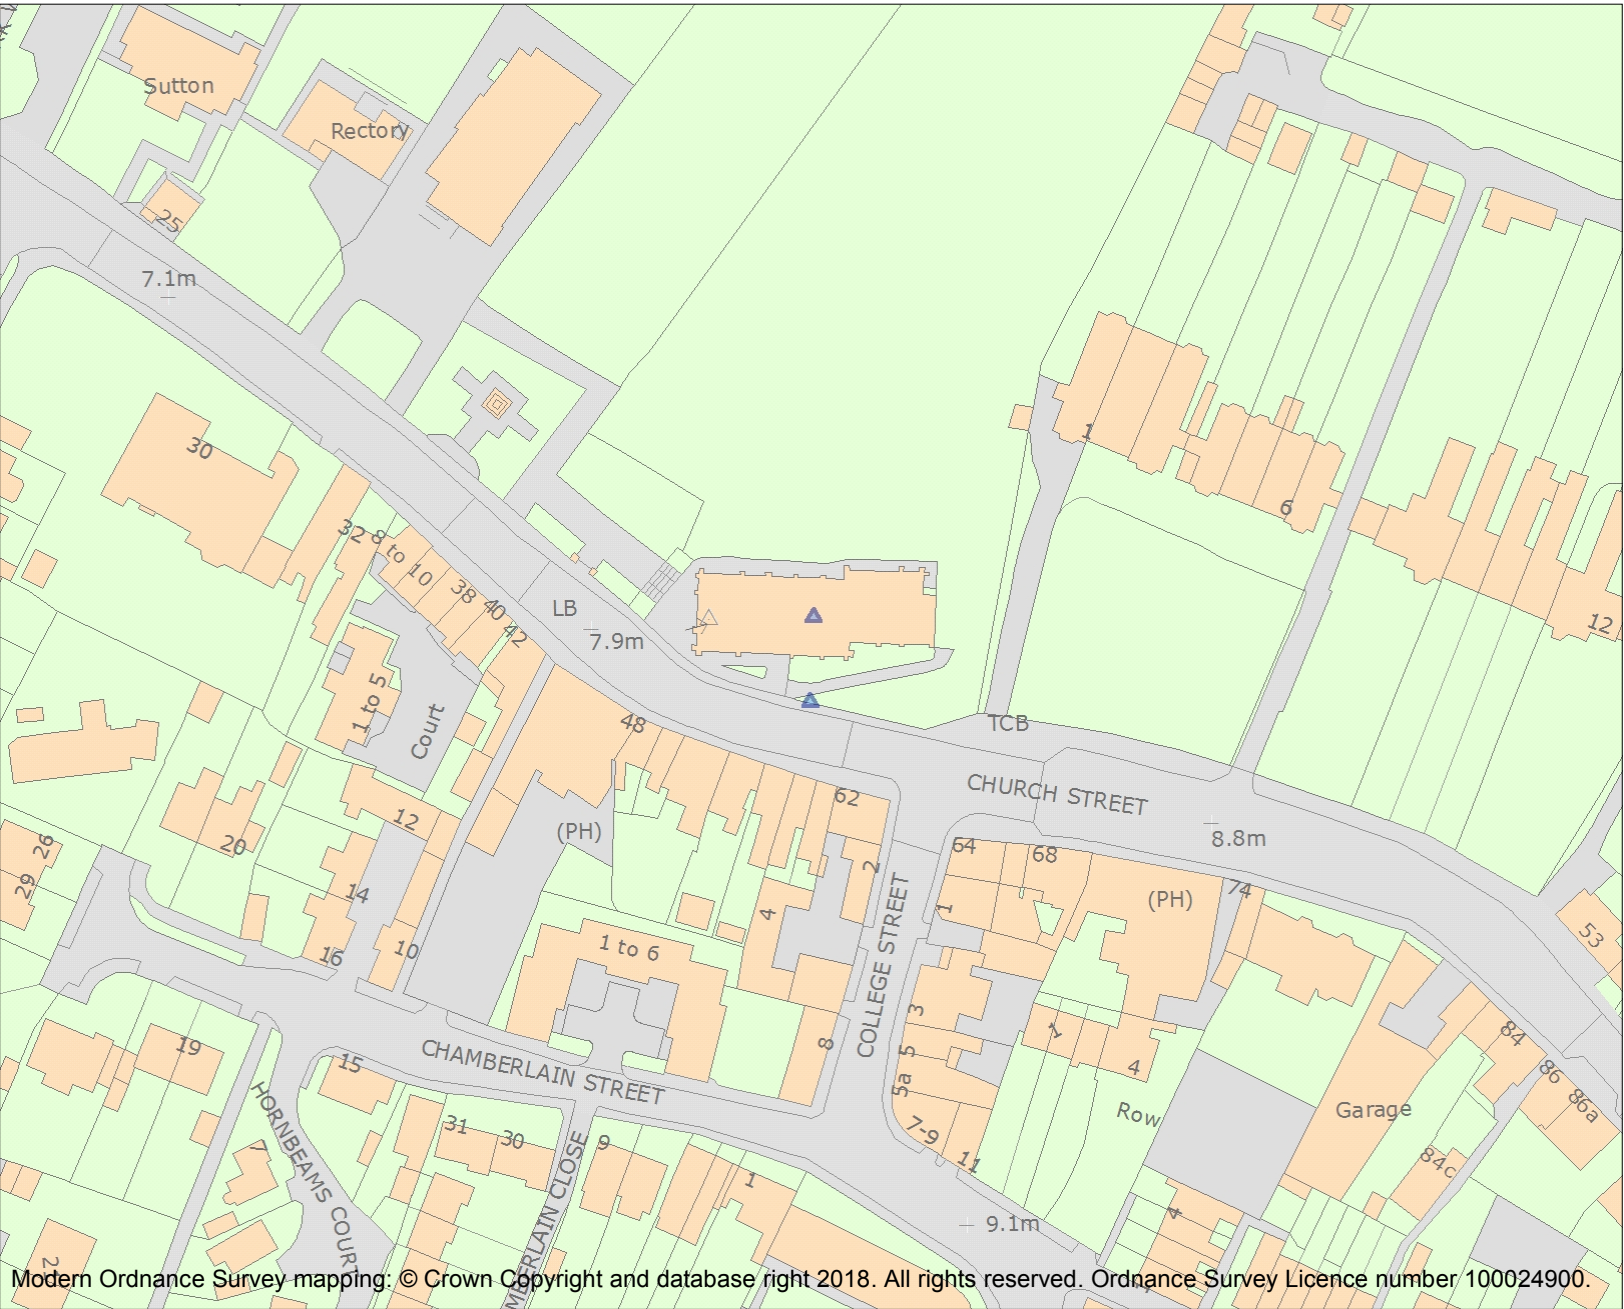 Sutton
Rectory
25
7.1m
30
1
6
12
32
8 to 10
38
40
42
LB
7.9m
1 to 5
Court
48
TCB
CHURCH STREET
8.8m
62
12
(PH)
20
26
29
14
16
10
2
4
64
68
1
(PH)
74
53
1 to 6
COLLEGE STREET
3
5
5a
7-9
11
8
1
4
Row
84
86
86a
84c
Garage
19
15
CHAMBERLAIN STREET
HORNBEAMS COURT
7
31
30
9
1
4
9.1m
Modern Ordnance Survey mapping: © Crown Copyright and database right 2018. All rights reserved. Ordnance Survey Licence number 100024900.